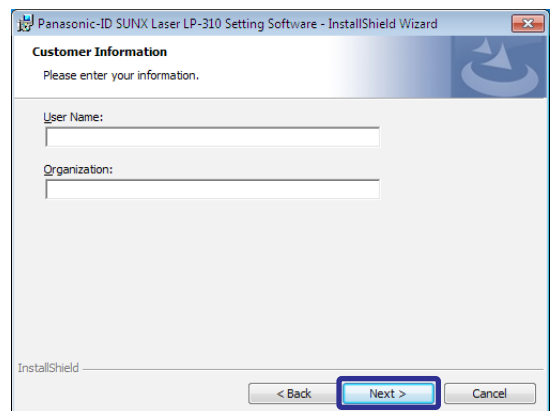 Panasonic-ID SUNX Laser LP-310 Setting Software - InstallShield Wizard
Customer Information
Please enter your information.
User Name:
Organization:
InstallShield
< Back Next > Cancel